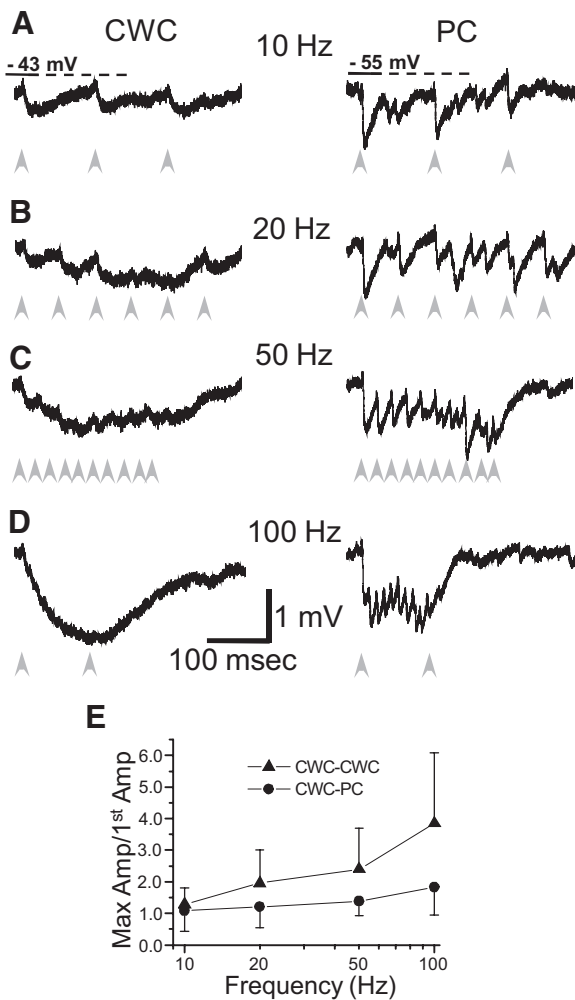 A
CWC
10 Hz
PC
- 43 mV
- 55 mV
B
20 Hz
C
50 Hz
D
100 Hz
1 mV
100 msec
E
Max Amp/1st Amp
6.0
5.0
4.0
3.0
2.0
1.0
0.0
CWC-CWC
CWC-PC
10
20
50
100
Frequency (Hz)